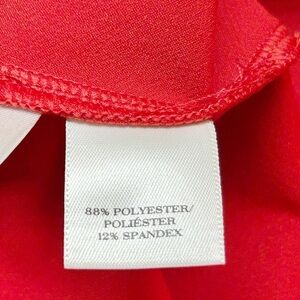 88% POLYESTER/
POLIÉSTER
12% SPANDEX